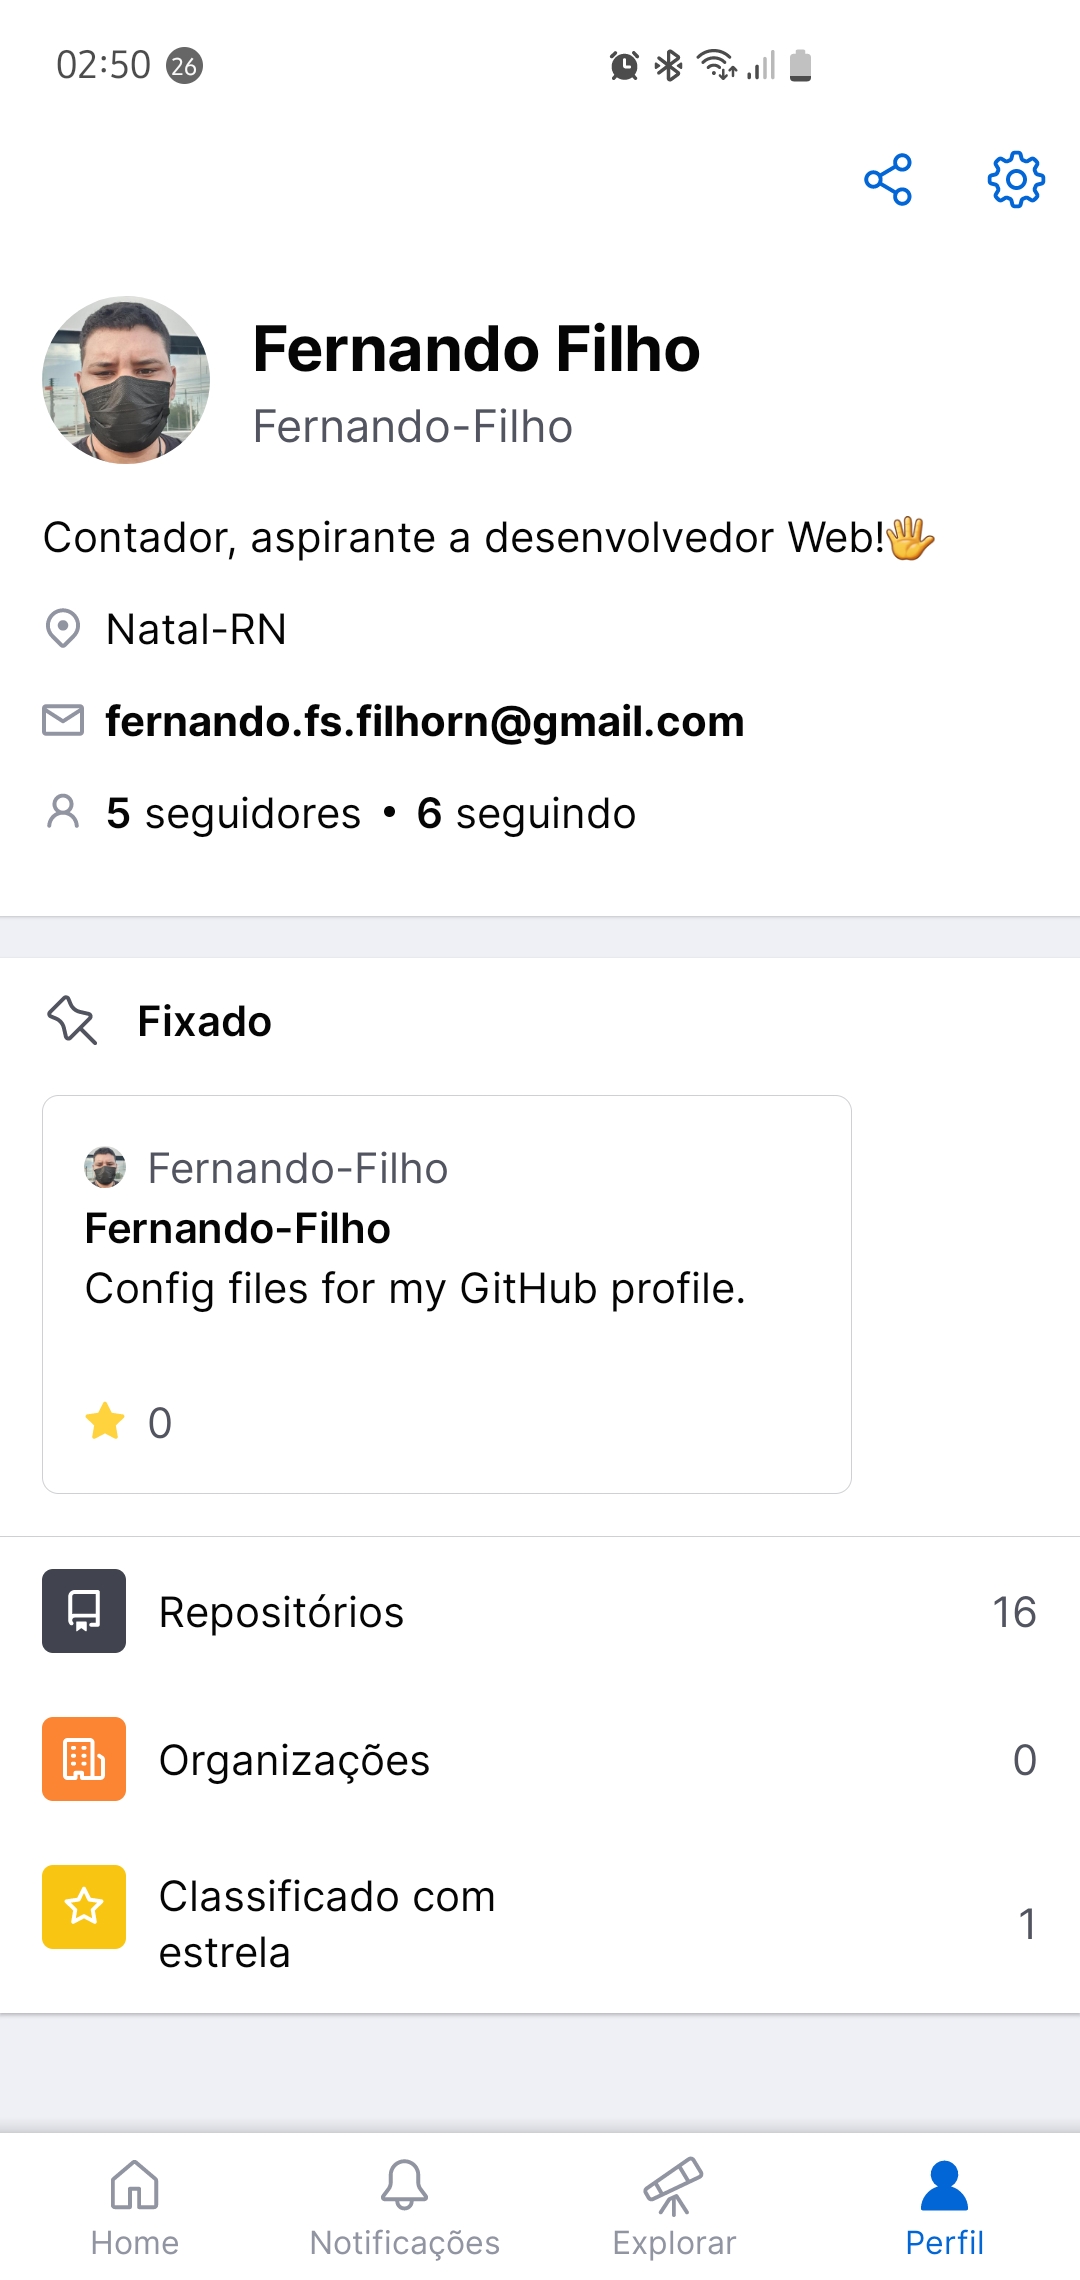 02:50 26
Fernando Filho
Fernando-Filho
Contador, aspirante a desenvolvedor Web!🖐
Natal-RN
fernando.fs.filhorn@gmail.com
5 seguidores • 6 seguindo
Fixado
Fernando-Filho
Fernando-Filho
Config files for my GitHub profile.
0
Repositórios 16
Organizações 0
Classificado com
estrela 1
Home Notificações Explorar Perfil